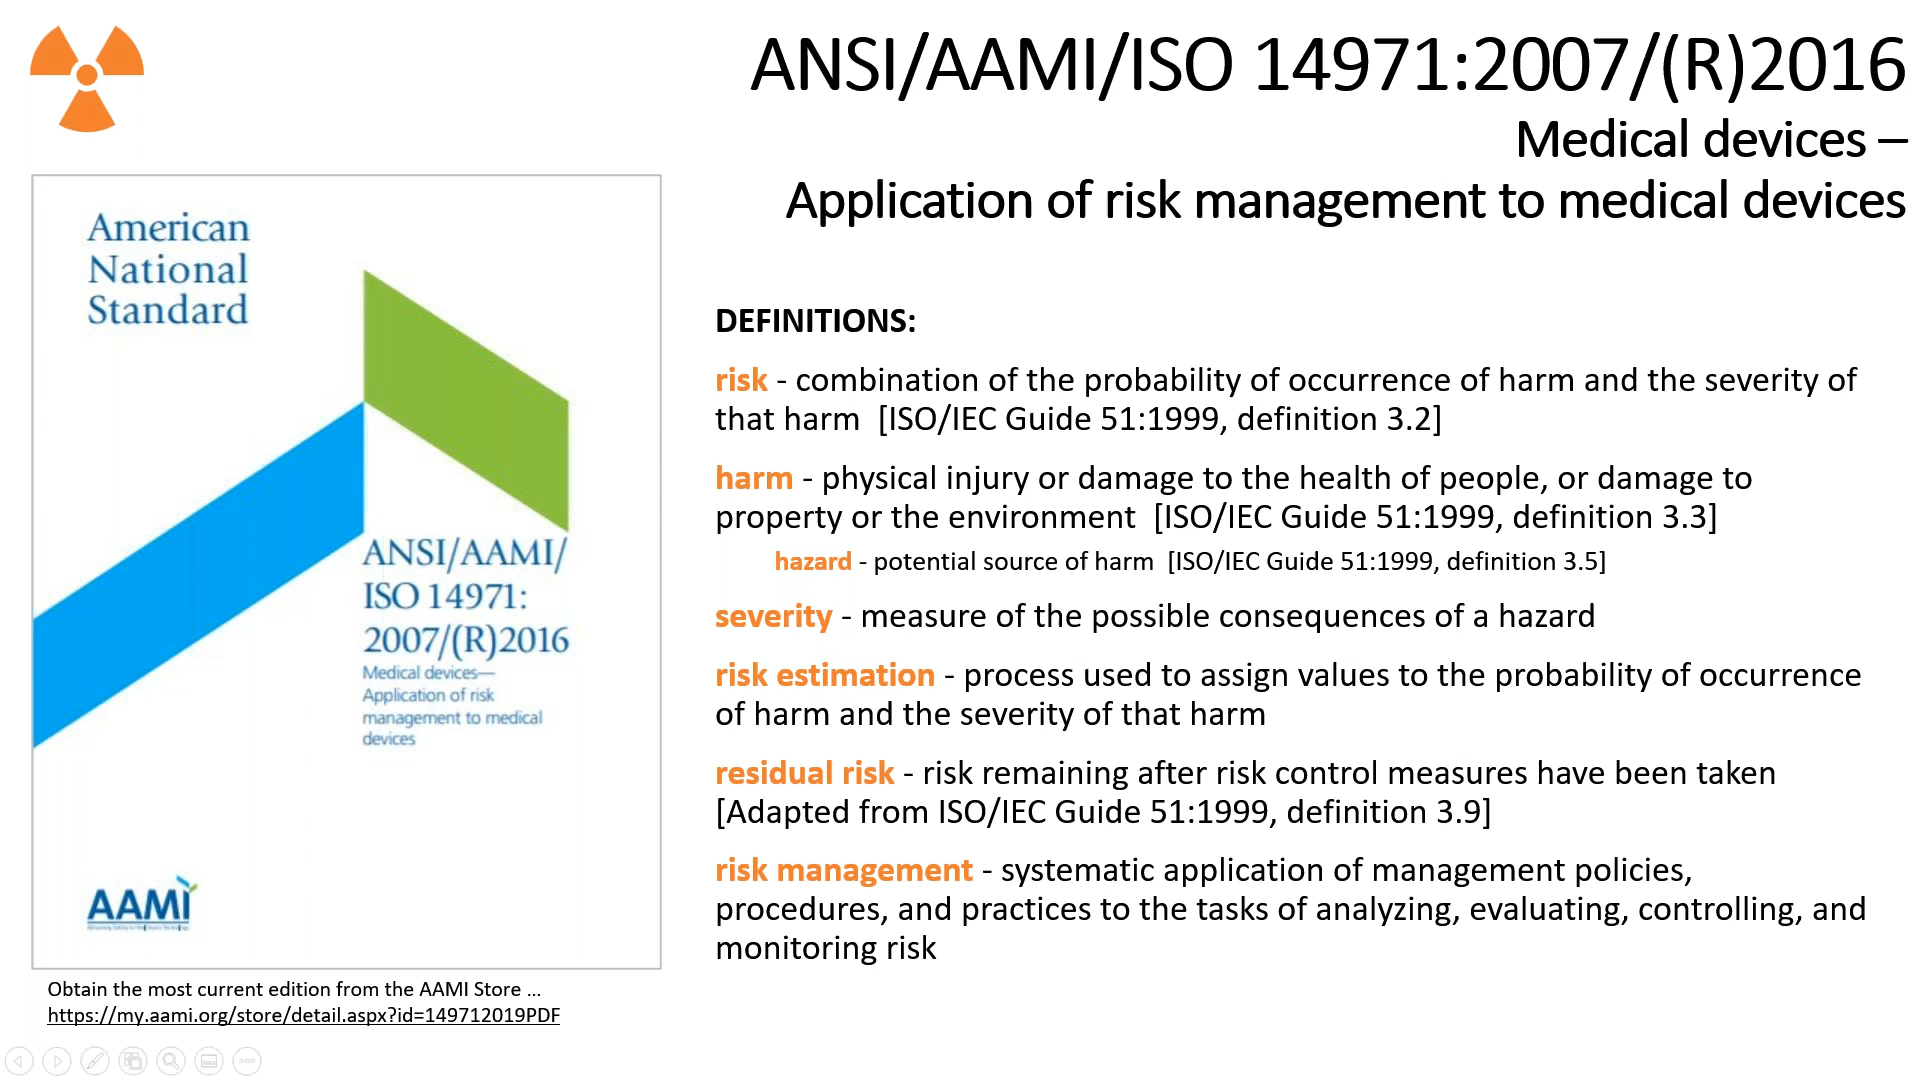 ANSI/AAMI/ISO 14971:2007/(R)2016
Medical devices –
Application of risk management to medical devices
American
National
Standard
ANSI/AAMI/
ISO 14971:
2007/(R)2016
Medical devices—
Application of risk
management to medical
devices
AAMI
Obtain the most current edition from the AAMI Store ...
https://my.aami.org/store/detail.aspx?id=149712019PDF
DEFINITIONS:
risk - combination of the probability of occurrence of harm and the severity of
that harm [ISO/IEC Guide 51:1999, definition 3.2]
harm - physical injury or damage to the health of people, or damage to
property or the environment [ISO/IEC Guide 51:1999, definition 3.3]
hazard - potential source of harm [ISO/IEC Guide 51:1999, definition 3.5]
severity - measure of the possible consequences of a hazard
risk estimation - process used to assign values to the probability of occurrence
of harm and the severity of that harm
residual risk - risk remaining after risk control measures have been taken
[Adapted from ISO/IEC Guide 51:1999, definition 3.9]
risk management - systematic application of management policies,
procedures, and practices to the tasks of analyzing, evaluating, controlling, and
monitoring risk